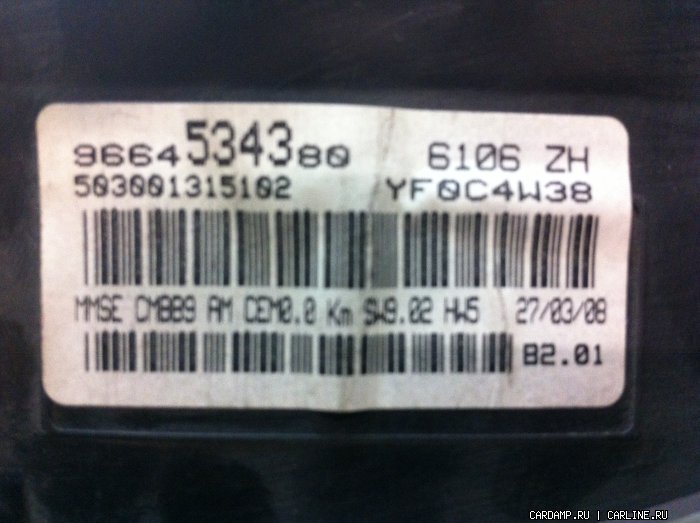 9664534380 6106 ZH
503001315102 YF0C4W38
MMSE CMBB9 AM CEM0.0 Km SW9.02 HW5 27/03/08
B2.01
CARDAMP.RU | CARLINE.RU